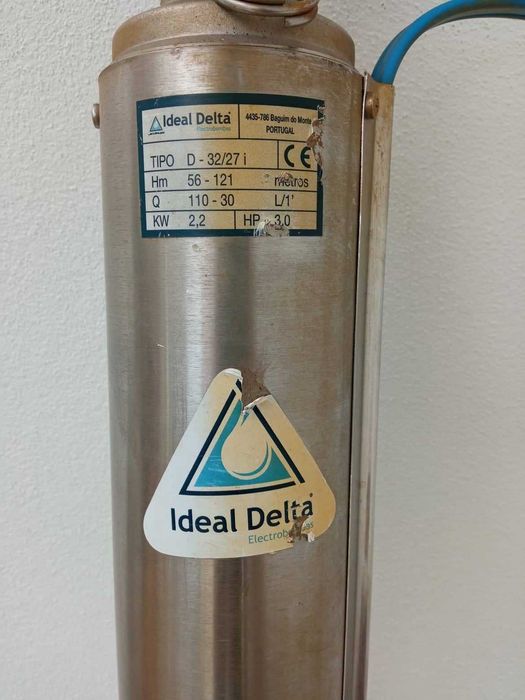 Ideal Delta
Electrobombas
4435-786 Baguim do Monte
PORTUGAL
TIPO D - 32/27 i CE
Hm 56 - 121 metros
Q 110 - 30 L/1'
KW 2,2 HP 3,0
Ideal Delta®